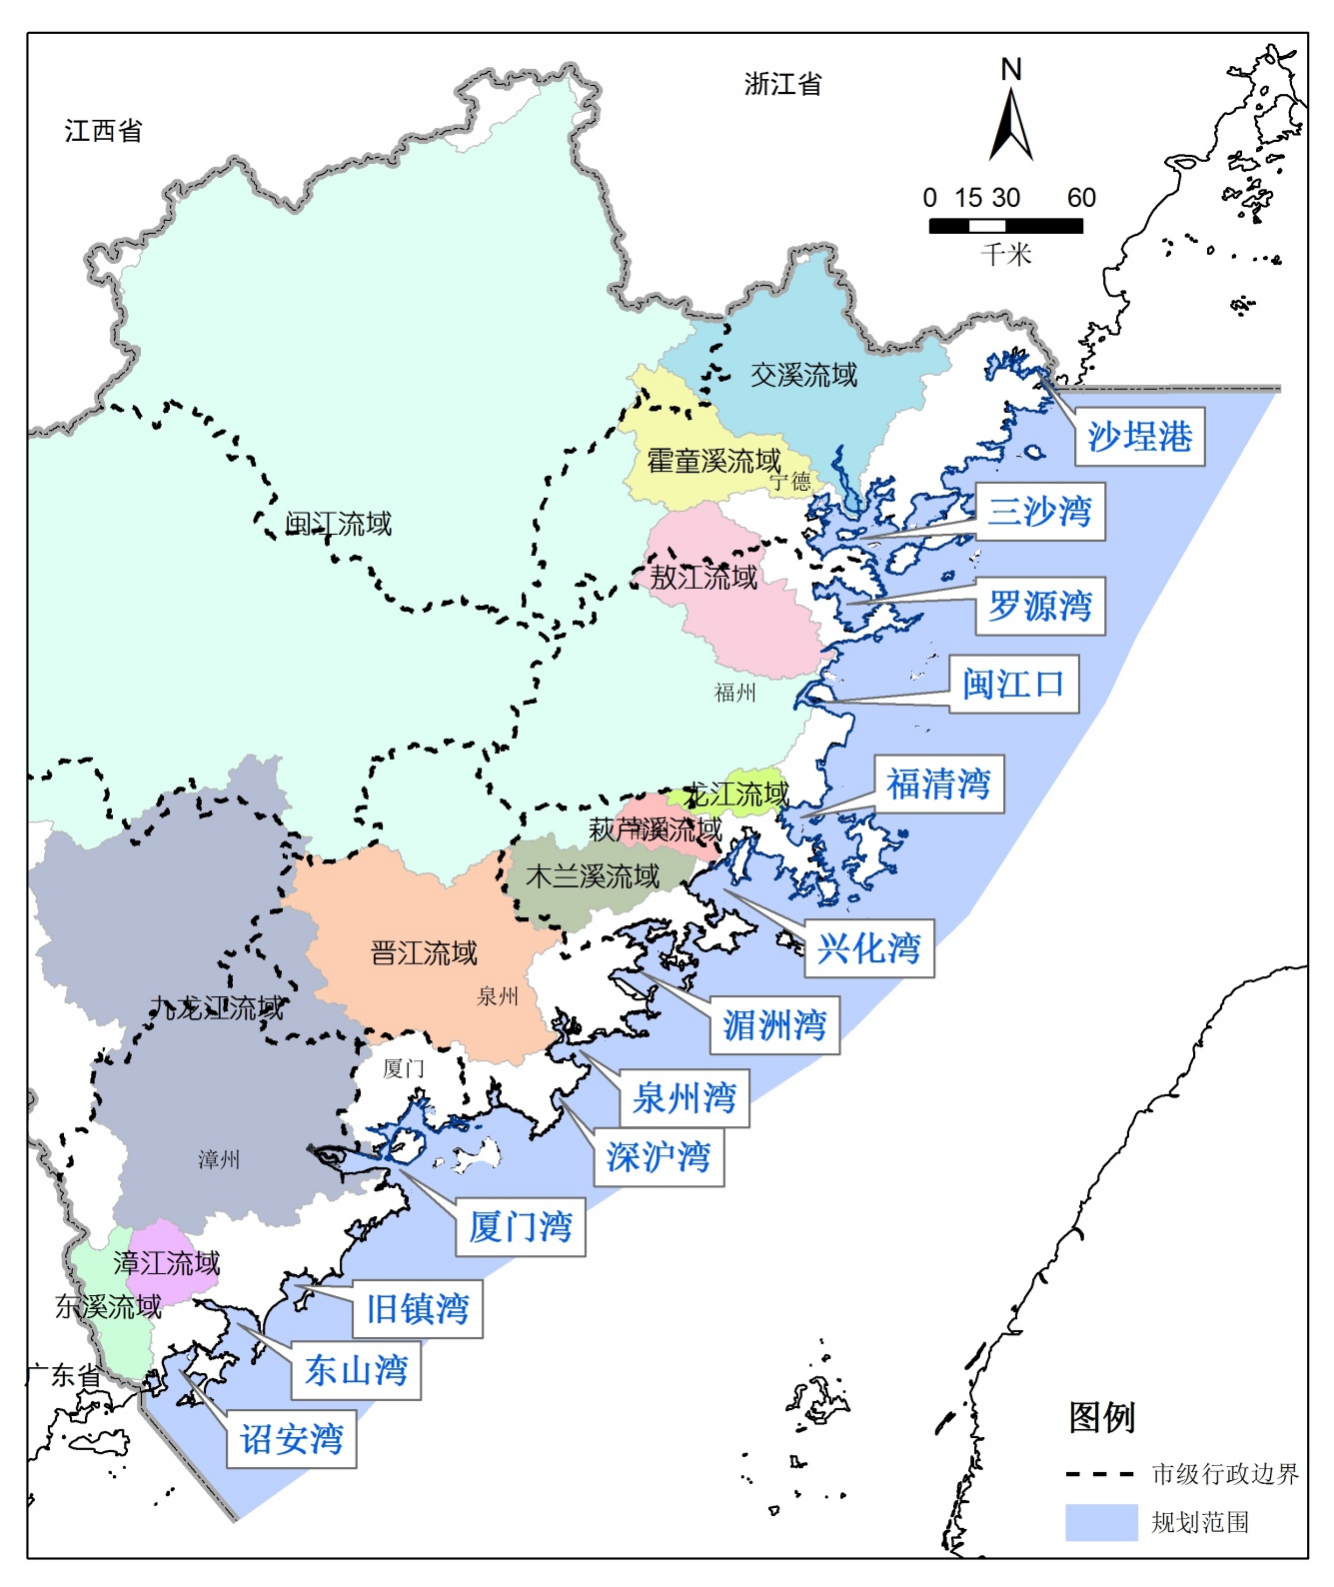 浙江省
江西省
N
0 15 30 60
千米
交溪流域
沙埕港
霍童溪流域
宁德
三沙湾
闽江流域
敖江流域
罗源湾
闽江口
福州
福清湾
龙江流域
萩芦溪流域
木兰溪流域
兴化湾
晋江流域
泉州
九龙江流域
湄洲湾
厦门
泉州湾
深沪湾
漳州
厦门湾
漳江流域
东溪流域
旧镇湾
东山湾
广东省
诏安湾
图例
市级行政边界
规划范围